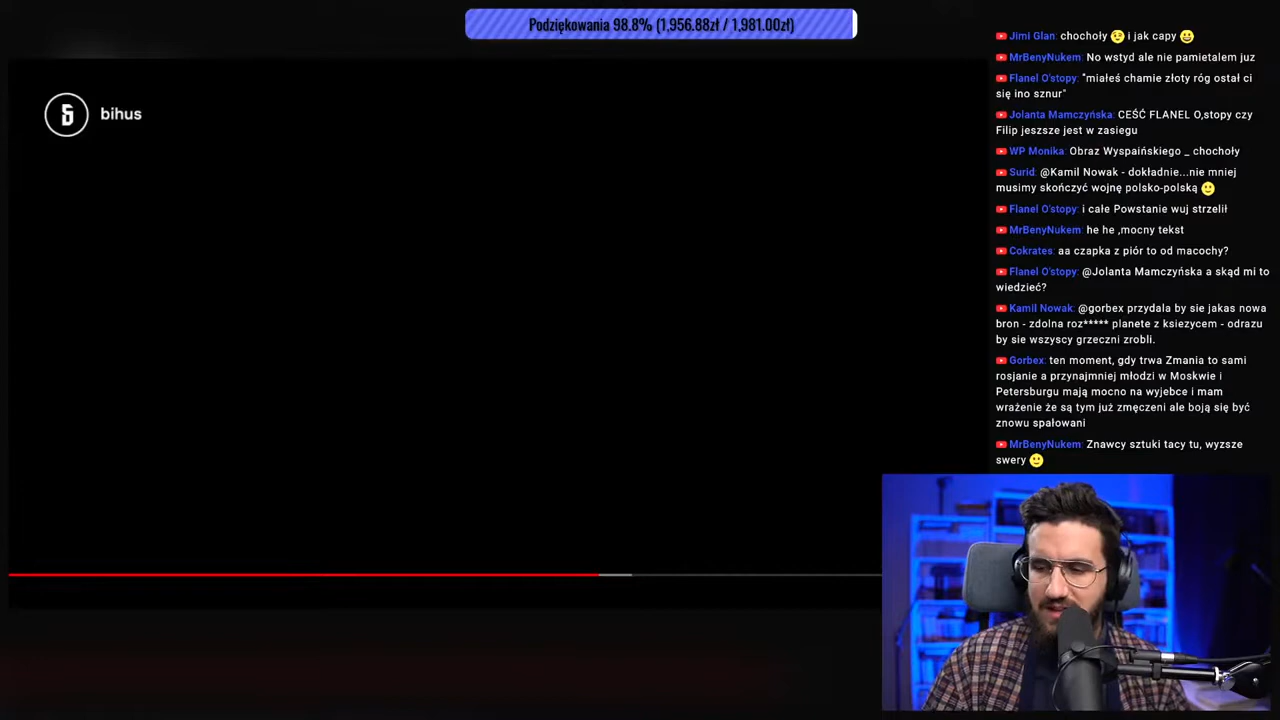 Podziękowania 98.8% (1,956.88zł / 1,981.00zł)
bihus
Jimi Glan: chochoły i jak capy
MrBenyNukem: No wstyd ale nie pamietalem juz
Flanel O'stopy: "miałeś chamie złoty róg ostał ci
się ino sznur"
Jolanta Mamczyńska: CEŚĆ FLANEL O,stopy czy
Filip jeszsze jest w zasiegu
WP Monika: Obraz Wyspaińskiego _ chochoły
Surid: @Kamil Nowak - dokładnie...nie mniej
musimy skończyć wojnę polsko-polską
Flanel O'stopy: i całe Powstanie wuj strzelił
MrBenyNukem: he he ,mocny tekst
Cokrates: aa czapka z piór to od macochy?
Flanel O'stopy: @Jolanta Mamczyńska a skąd mi to
wiedzieć?
Kamil Nowak: @gorbex przydala by sie jakas nowa
bron - zdolna roz***** planete z ksiezycem - odrazu
by sie wszyscy grzeczni zrobli.
Gorbex: ten moment, gdy trwa Zmania to sami
rosjanie a przynajmniej młodzi w Moskwie i
Petersburgu mają mocno na wyjebce i mam
wrażenie że są tym już zmęczeni ale boją się być
znowu spałowani
MrBenyNukem: Znawcy sztuki tacy tu, wyzsze
swery